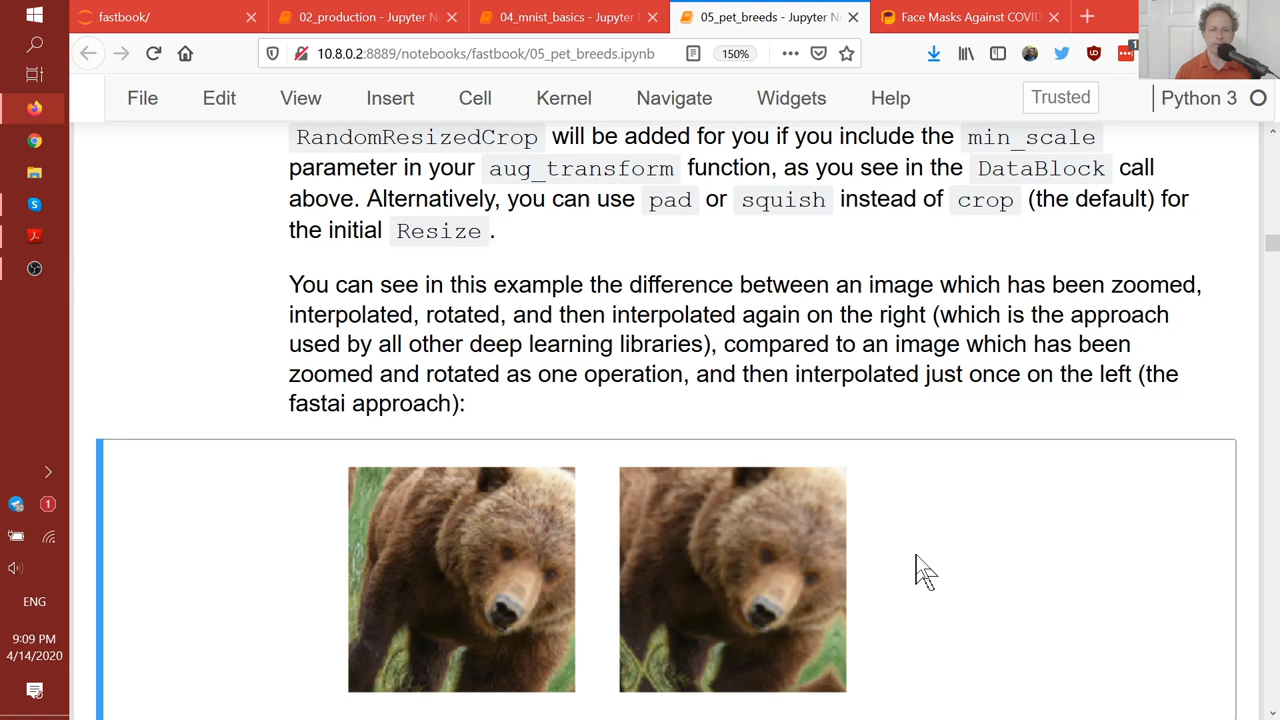 fastbook/
02_production - Jupyter N
04_mnist_basics - Jupyter
05_pet_breeds - Jupyter N
Face Masks Against COVID
10.8.0.2:8889/notebooks/fastbook/05_pet_breeds.ipynb
150%
1
File Edit View Insert Cell Kernel Navigate Widgets Help
Trusted
Python 3
RandomResizedCrop will be added for you if you include the min_scale
parameter in your aug_transform function, as you see in the DataBlock call
above. Alternatively, you can use pad or squish instead of crop (the default) for
the initial Resize.
You can see in this example the difference between an image which has been zoomed,
interpolated, rotated, and then interpolated again on the right (which is the approach
used by all other deep learning libraries), compared to an image which has been
zoomed and rotated as one operation, and then interpolated just once on the left (the
fastai approach):
1
ENG
9:09 PM
4/14/2020